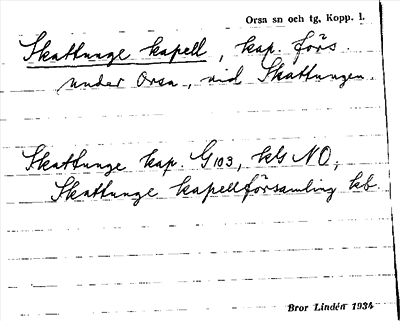 Orsa sn och tg, Kopp. l.
Skattunge kapell, kap. förs.
under Orsa, vid Skattungen.
Skattunge kap. G103, kG NO;
Skattunge kapellförsamling kb
Bror Lindén 1934